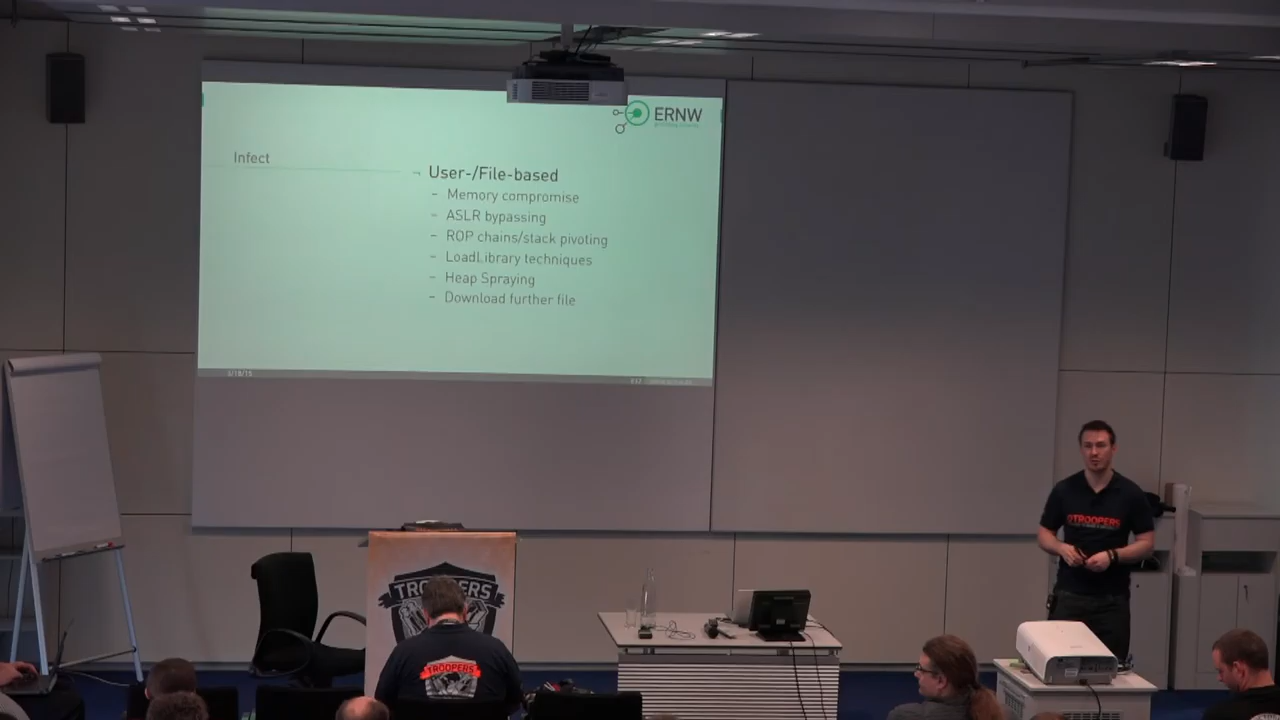 ERNW
Infect
¬ User-/File-based
– Memory compromise
– ASLR bypassing
– ROP chains/stack pivoting
– LoadLibrary techniques
– Heap Spraying
– Download further file
TROOPERS
TROOPERS
TROOPERS